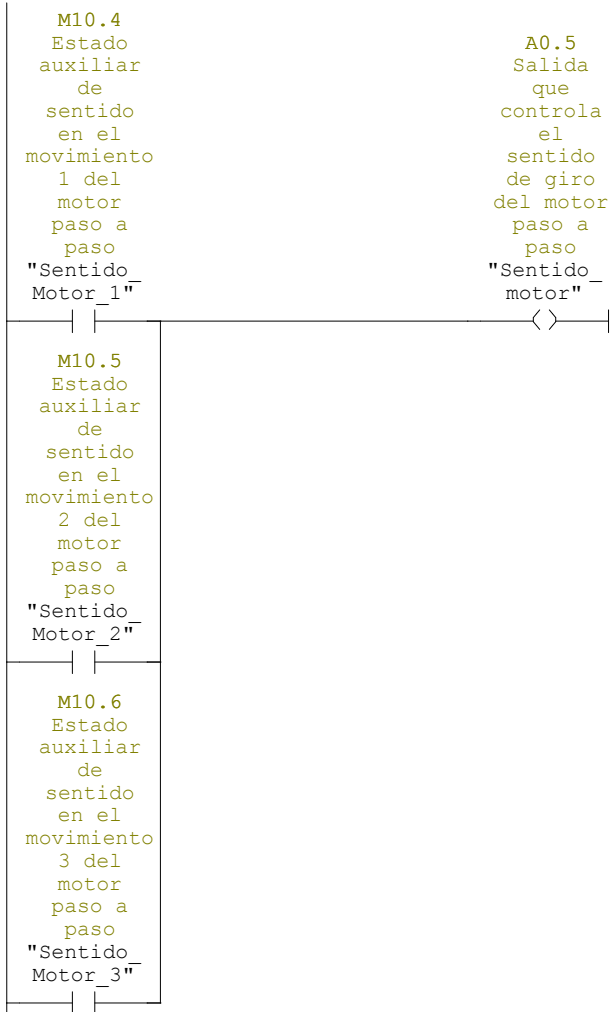 M10.4
Estado
auxiliar
de
sentido
en el
movimiento
1 del
motor
paso a
paso
"Sentido_
Motor_1"
A0.5
Salida
que
controla
el
sentido
de giro
del motor
paso a
paso
"Sentido_
motor"
M10.5
Estado
auxiliar
de
sentido
en el
movimiento
2 del
motor
paso a
paso
"Sentido_
Motor_2"
M10.6
Estado
auxiliar
de
sentido
en el
movimiento
3 del
motor
paso a
paso
"Sentido_
Motor_3"